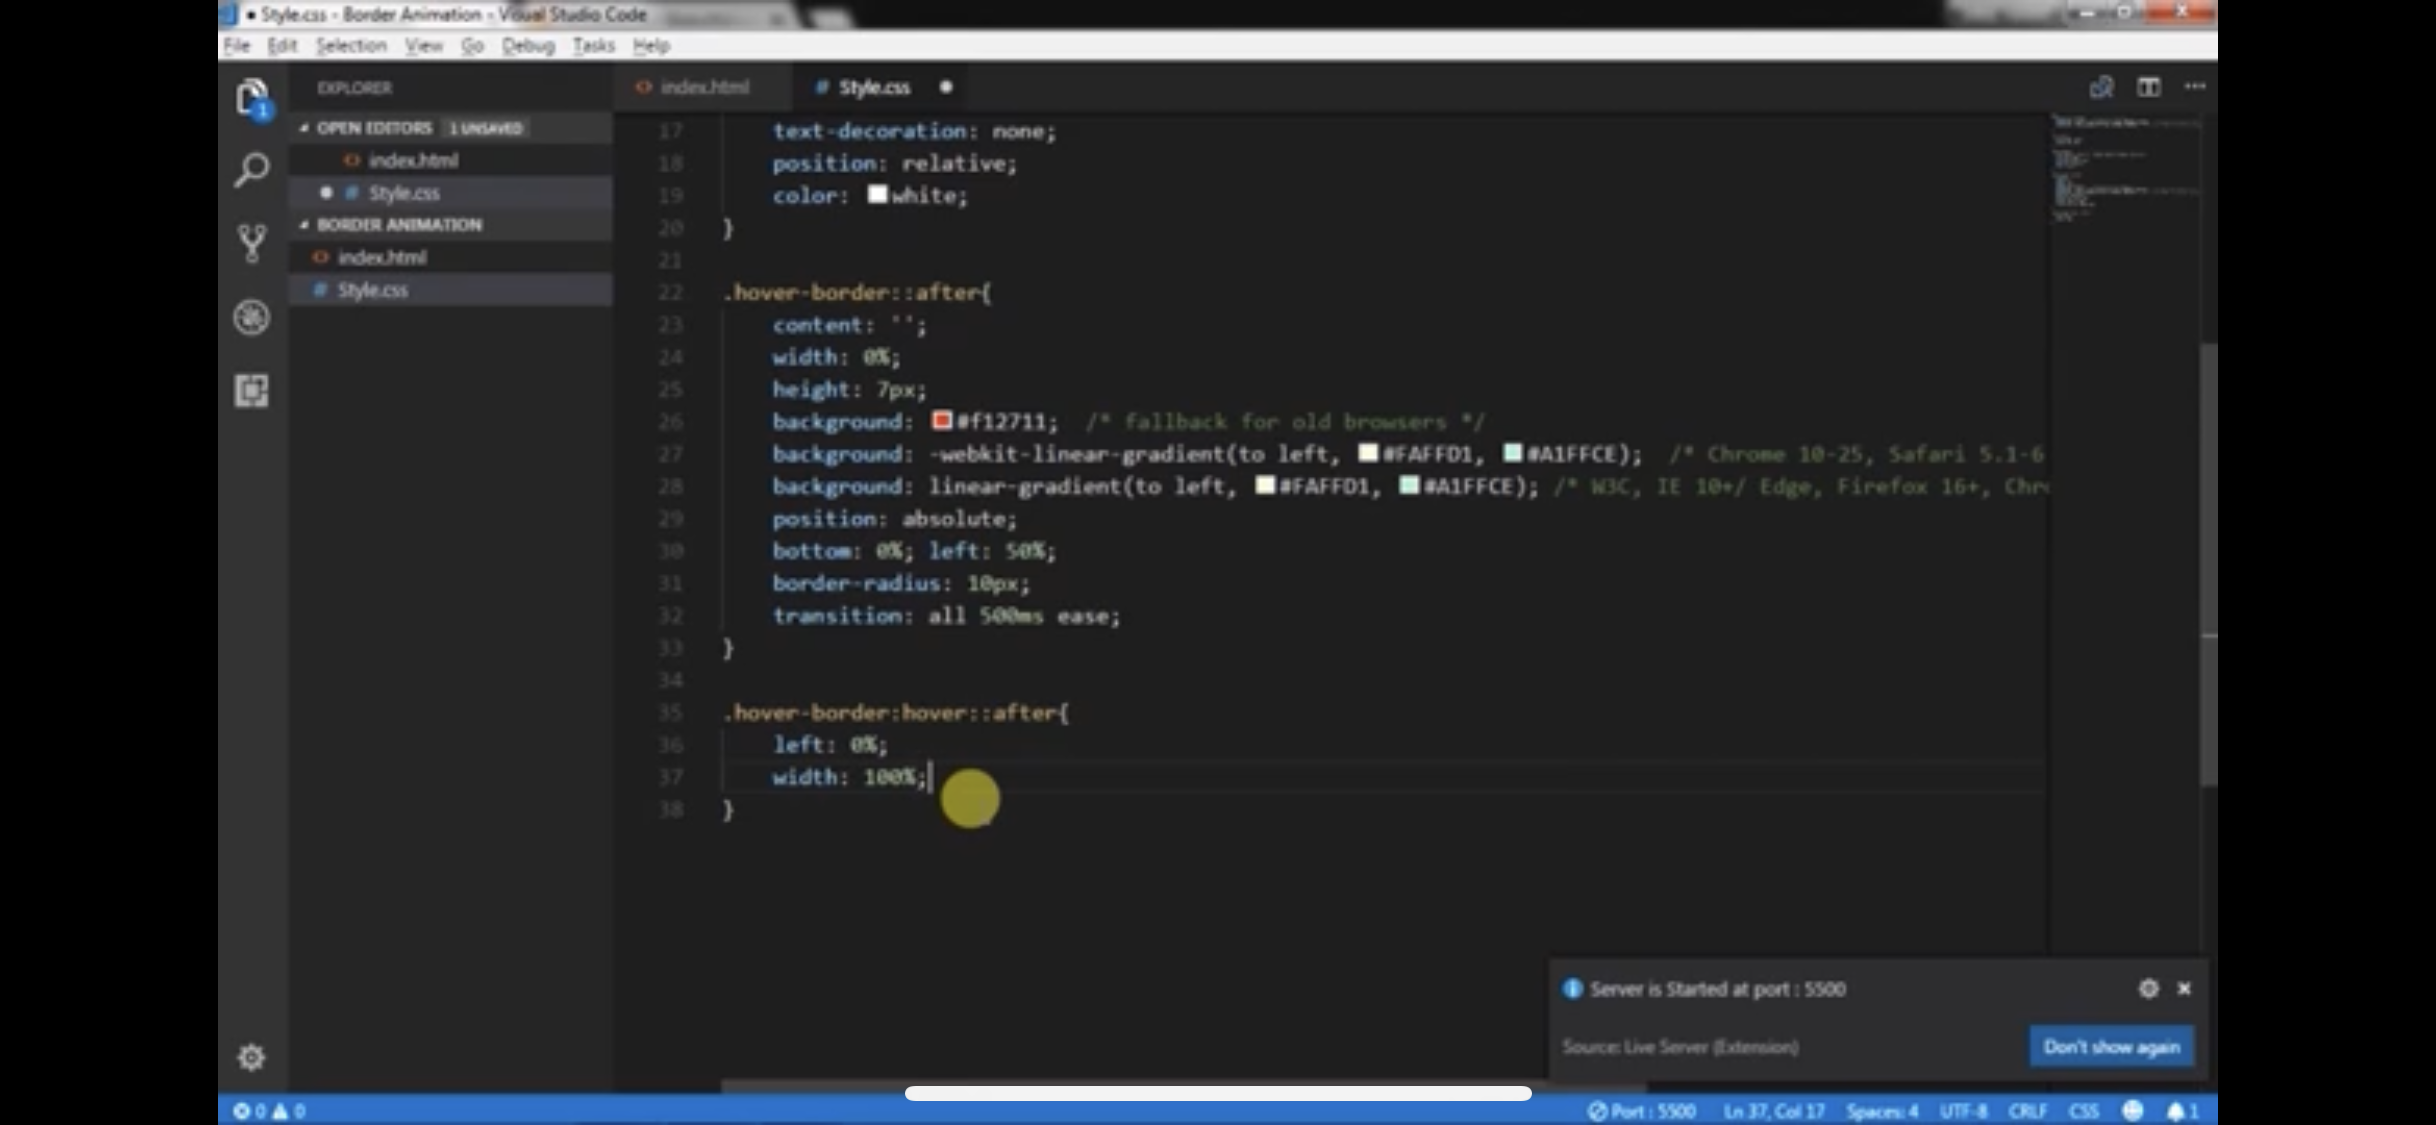 Style.css - Border Animation - Visual Studio Code
File Edit Selection View Go Debug Tasks Help
EXPLORER
OPEN EDITORS 1 UNSAVED
index.html
Style.css
BORDER ANIMATION
index.html
Style.css
1
index.html
Style.css
17 text-decoration: none;
18 position: relative;
19 color: white;
20 }
21
22 .hover-border::after{
23 content: '';
24 width: 0%;
25 height: 7px;
26 background: #f12711; /* fallback for old browsers */
27 background: -webkit-linear-gradient(to left, #FAFFD1, #A1FFCE); /* Chrome 10-25, Safari 5.1-6
28 background: linear-gradient(to left, #FAFFD1, #A1FFCE); /* W3C, IE 10+/ Edge, Firefox 16+, Chr
29 position: absolute;
30 bottom: 0%; left: 50%;
31 border-radius: 10px;
32 transition: all 500ms ease;
33 }
34
35 .hover-border:hover::after{
36 left: 0%;
37 width: 100%;
38 }
Server is Started at port : 5500
Source: Live Server (Extension)
Don't show again
0 0
Port : 5500 Ln 37, Col 17 Spaces: 4 UTF-8 CRLF CSS 1